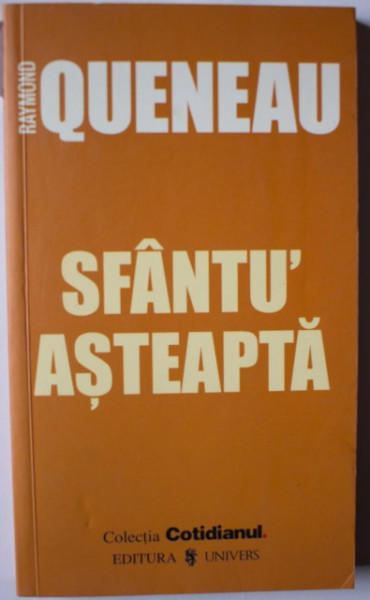 RAYMOND
QUENEAU
SFÂNTU'
AȘTEAPTĂ
Colecția Cotidianul.
EDITURA UNIVERS